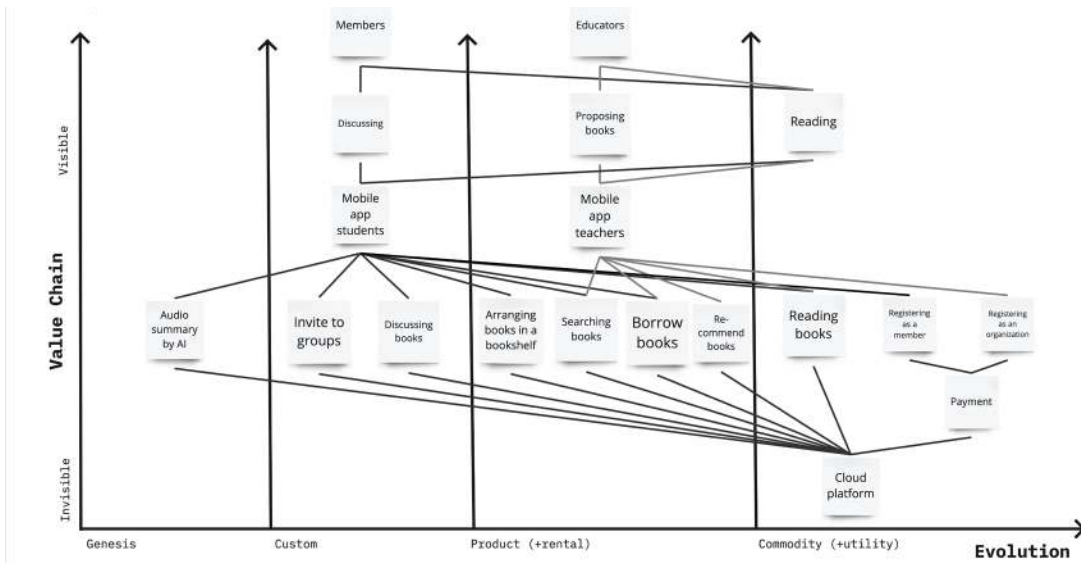 Members
Educators
Discussing
Proposing
books
Reading
Visible
Mobile
app
students
Mobile
app
teachers
Value Chain
Audio
summary
by AI
Invite to
groups
Discussing
books
Arranging
books in a
bookshelf
Searching
books
Borrow
books
Re-
commend
books
Reading
books
Registering
as a
member
Registering
as an
organization
Payment
Cloud
platform
Invisible
Genesis
Custom
Product (+rental)
Commodity (+utility)
Evolution